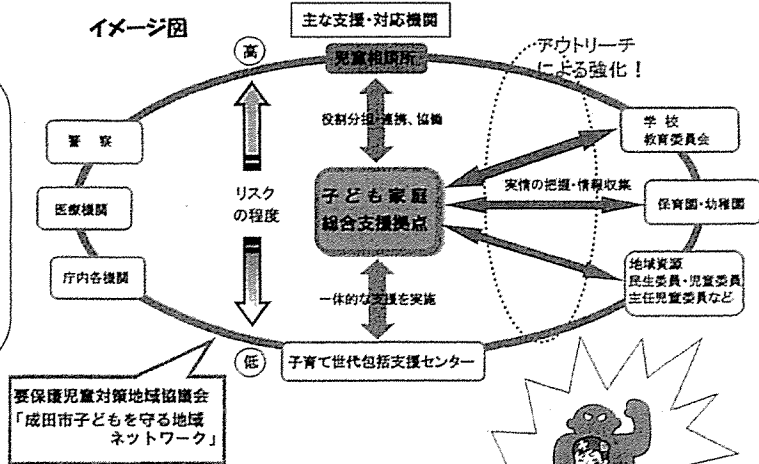 イメージ図
主な支援・対応機関
高
児童相談所
アウトリーチ
による強化！
役割分担・連携、協働
警察
学校
教育委員会
リスク
の程度
子ども家庭
総合支援拠点
実情の把握・情報収集
医療機関
保育園・幼稚園
庁内各機関
地域資源
民生委員・児童委員
主任児童委員など
一体的な支援を実施
低
子育て世代包括支援センター
要保護児童対策地域協議会
「成田市子どもを守る地域
ネットワーク」